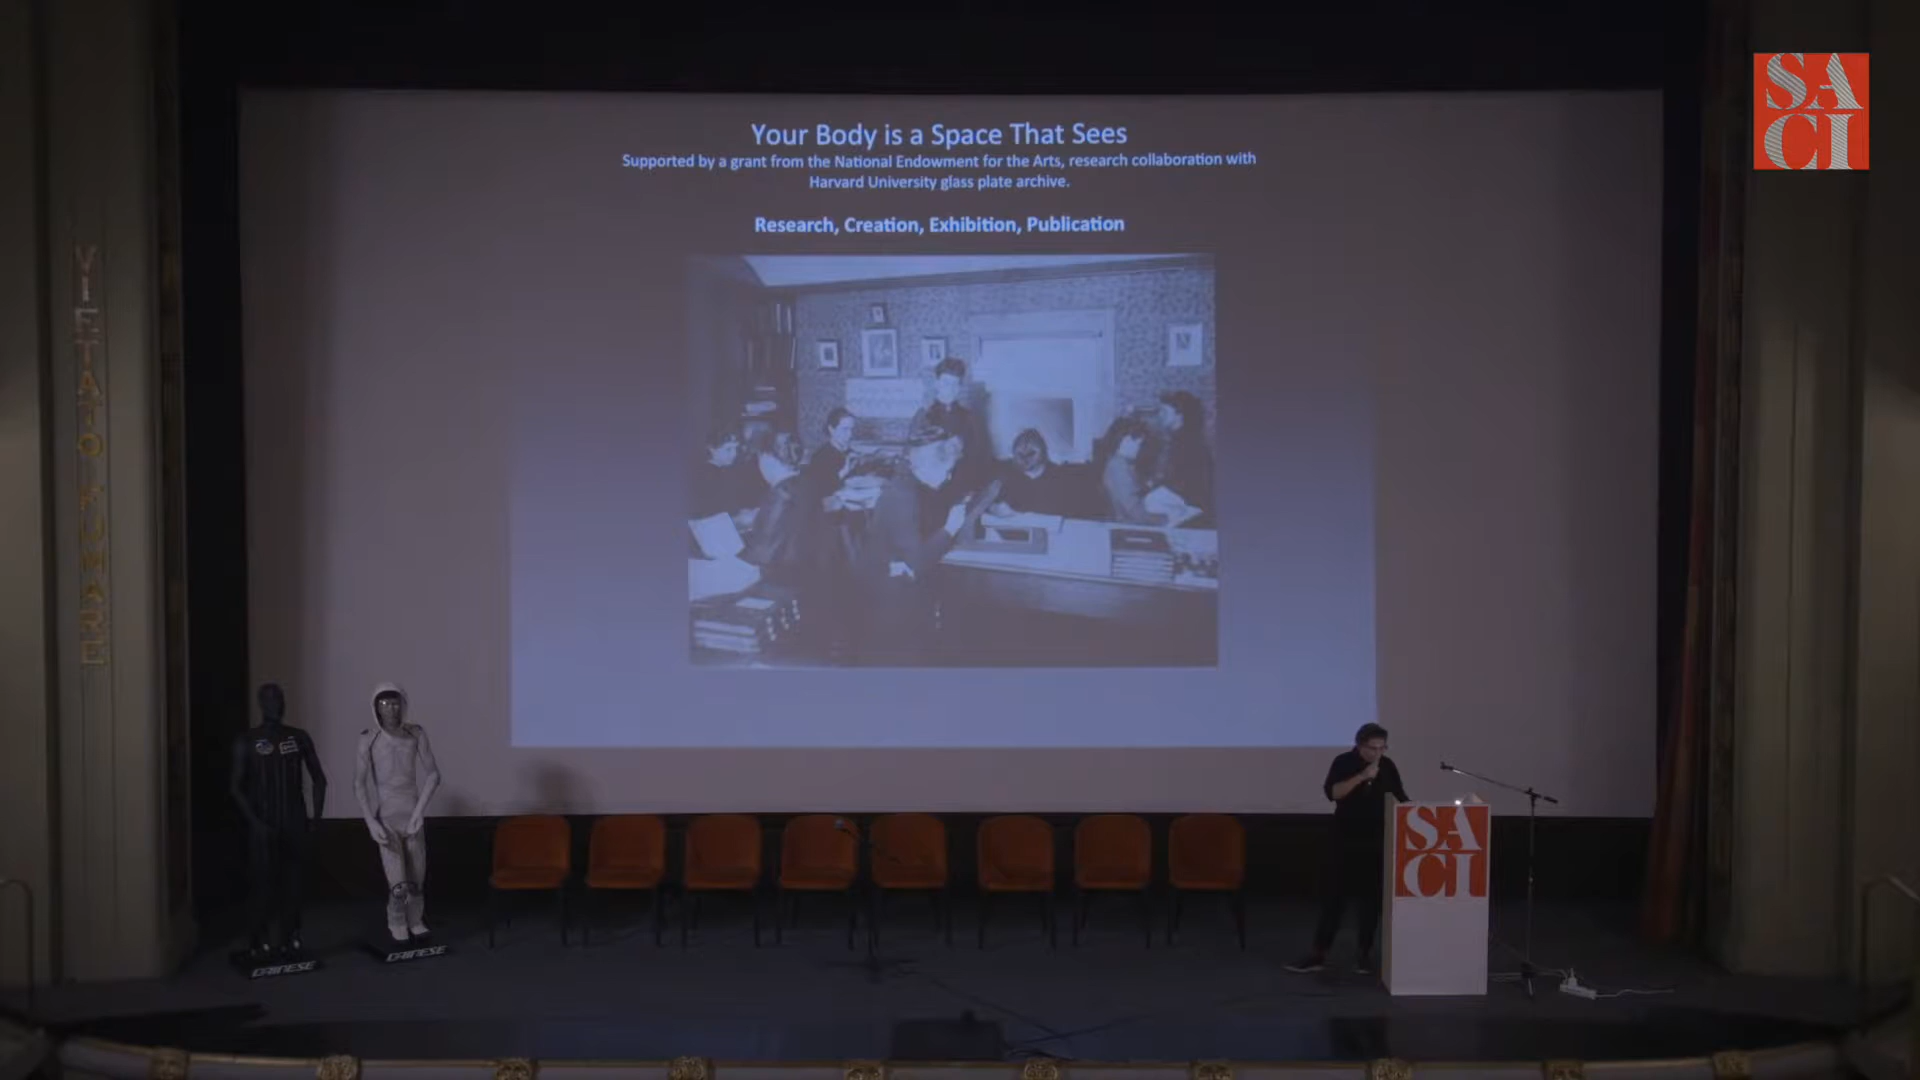 SA
CI
Your Body is a Space That Sees
Supported by a grant from the National Endowment for the Arts, research collaboration with
Harvard University glass plate archive.
Research, Creation, Exhibition, Publication
VIETATO FUMARE
DAINESE
DAINESE
SA
CI